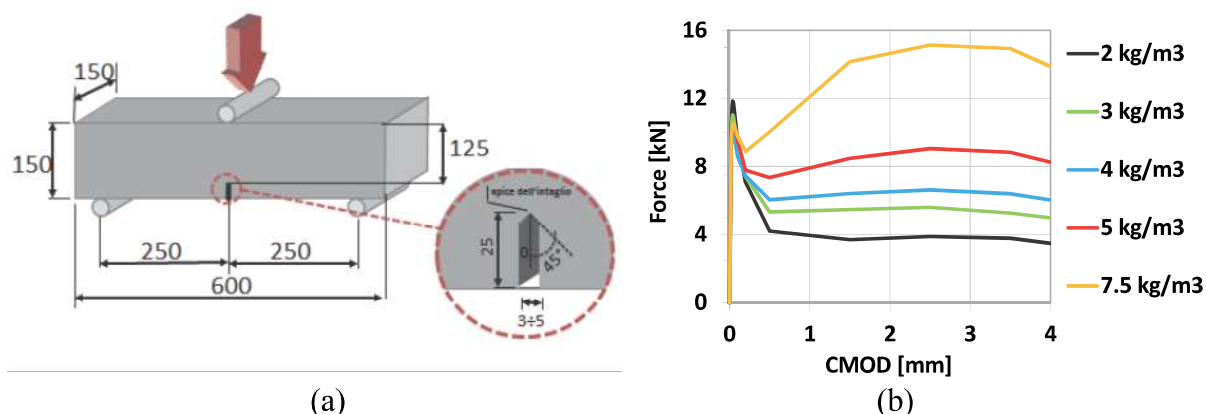 150
150
125
apice dell'intaglio
25
0
45°
3÷5
250
250
600
(a)
16
12
8
4
0
0
1
2
3
4
Force [kN]
CMOD [mm]
2 kg/m3
3 kg/m3
4 kg/m3
5 kg/m3
7.5 kg/m3
(b)